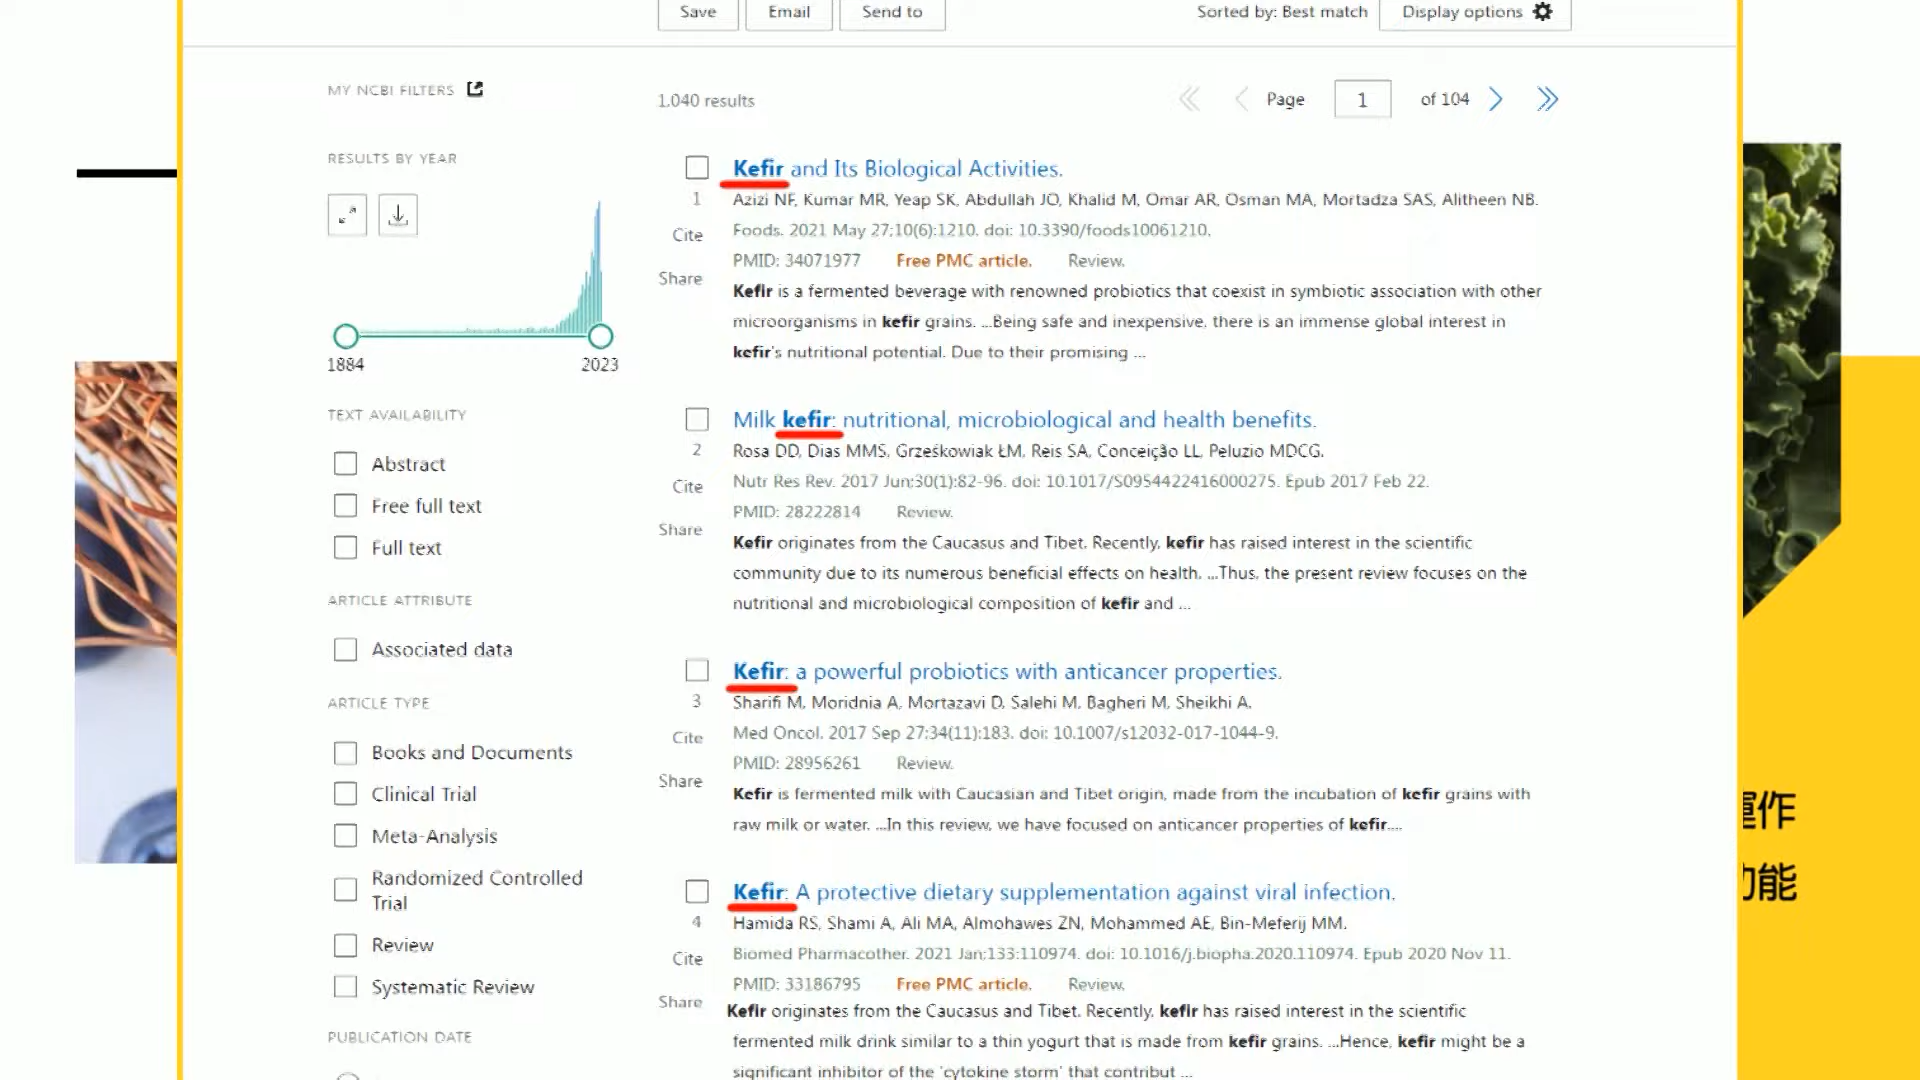 Save
Email
Send to
Sorted by: Best match
Display options
MY NCBI FILTERS
1.040 results
Page
1
of 104
RESULTS BY YEAR
1884
2023
TEXT AVAILABILITY
Abstract
Free full text
Full text
ARTICLE ATTRIBUTE
Associated data
ARTICLE TYPE
Books and Documents
Clinical Trial
Meta-Analysis
Randomized Controlled
Trial
Review
Systematic Review
PUBLICATION DATE
Kefir and Its Biological Activities.
1
Azizi NF, Kumar MR, Yeap SK, Abdullah JO, Khalid M, Omar AR, Osman MA, Mortadza SAS, Alitheen NB.
Cite
Foods. 2021 May 27;10(6):1210. doi: 10.3390/foods10061210.
PMID: 34071977 Free PMC article. Review.
Share
Kefir is a fermented beverage with renowned probiotics that coexist in symbiotic association with other
microorganisms in kefir grains. ...Being safe and inexpensive, there is an immense global interest in
kefir's nutritional potential. Due to their promising ...
Milk kefir: nutritional, microbiological and health benefits.
2
Rosa DD, Dias MMS, Grześkowiak ŁM, Reis SA, Conceição LL, Peluzio MDCG.
Cite
Nutr Res Rev. 2017 Jun;30(1):82-96. doi: 10.1017/S0954422416000275. Epub 2017 Feb 22.
PMID: 28222814 Review.
Share
Kefir originates from the Caucasus and Tibet. Recently, kefir has raised interest in the scientific
community due to its numerous beneficial effects on health. ...Thus, the present review focuses on the
nutritional and microbiological composition of kefir and ...
Kefir: a powerful probiotics with anticancer properties.
3
Sharifi M, Moridnia A, Mortazavi D, Salehi M, Bagheri M, Sheikhi A.
Cite
Med Oncol. 2017 Sep 27;34(11):183. doi: 10.1007/s12032-017-1044-9.
PMID: 28956261 Review.
Share
Kefir is fermented milk with Caucasian and Tibet origin, made from the incubation of kefir grains with
raw milk or water. ...In this review, we have focused on anticancer properties of kefir....
Kefir: A protective dietary supplementation against viral infection.
4
Hamida RS, Shami A, Ali MA, Almohawes ZN, Mohammed AE, Bin-Meferij MM.
Cite
Biomed Pharmacother. 2021 Jan;133:110974. doi: 10.1016/j.biopha.2020.110974. Epub 2020 Nov 11.
PMID: 33186795 Free PMC article. Review.
Share
Kefir originates from the Caucasus and Tibet. Recently, kefir has raised interest in the scientific
fermented milk drink similar to a thin yogurt that is made from kefir grains. ...Hence, kefir might be a
significant inhibitor of the 'cytokine storm' that contribut ...
運作
功能